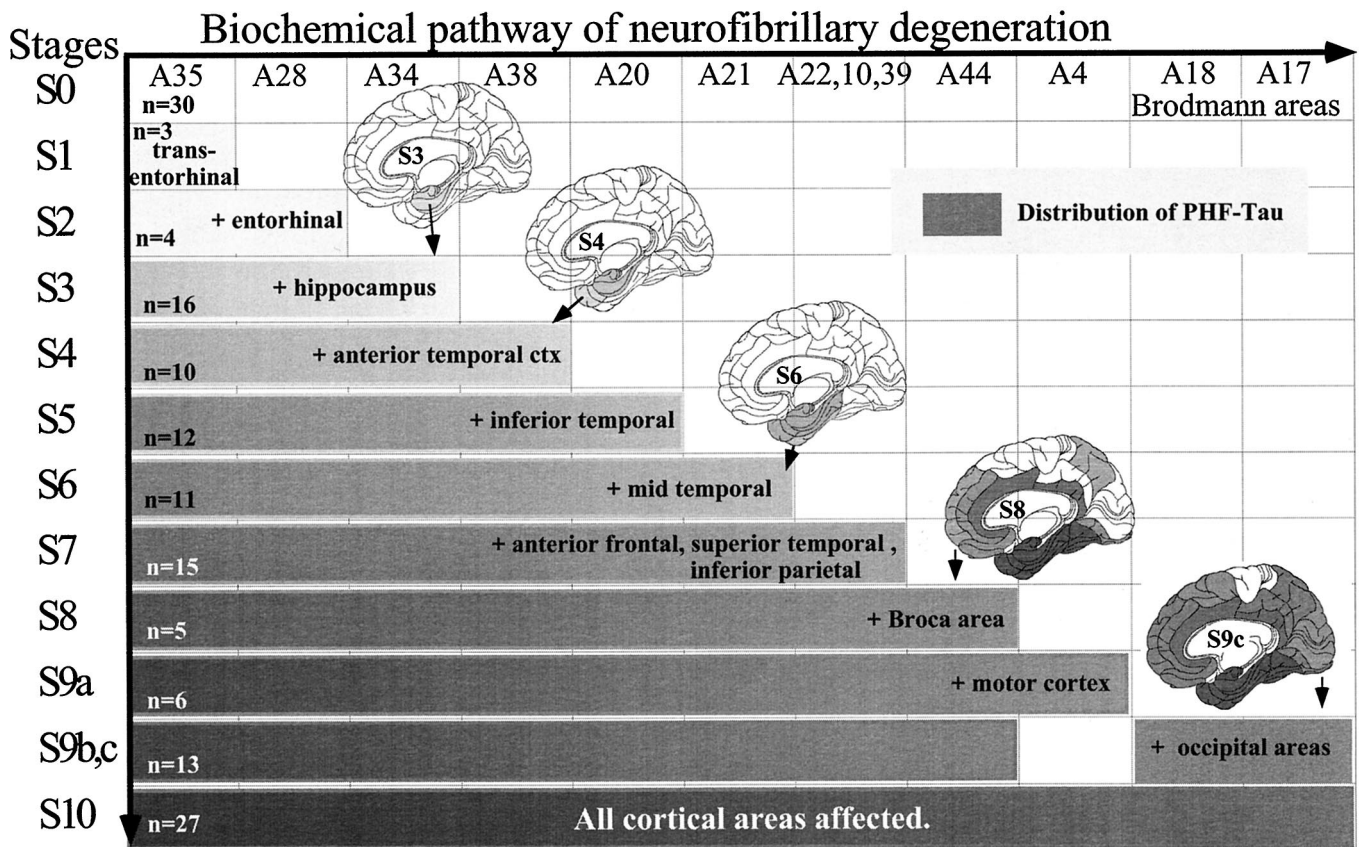 Biochemical pathway of neurofibrillary degeneration
Stages
A35 A28 A34 A38 A20 A21 A22,10,39 A44 A4 A18 A17
Brodmann areas
S0
n=30
S1
n=3
trans-
entorhinal
S2
n=4
+ entorhinal
S3
n=16
+ hippocampus
S4
n=10
+ anterior temporal ctx
S5
n=12
+ inferior temporal
S6
n=11
+ mid temporal
S7
n=15
+ anterior frontal, superior temporal ,
inferior parietal
S8
n=5
+ Broca area
S9a
n=6
+ motor cortex
S9b,c
n=13
+ occipital areas
S10
n=27
All cortical areas affected.
S3
S4
S6
S8
S9c
Distribution of PHF-Tau